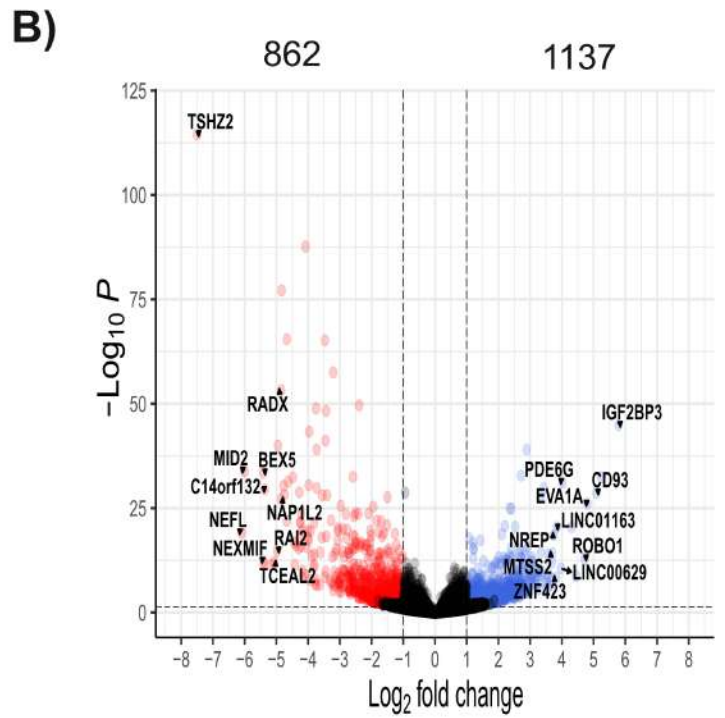 B)
862 1137
125
100
75
50
25
0
−Log10 P
TSHZ2
RADX
IGF2BP3
MID2
BEX5
PDE6G
CD93
C14orf132
EVA1A
NAP1L2
LINC01163
NEFL
RAI2
NREP
ROBO1
NEXMIF
MTSS2
LINC00629
TCEAL2
ZNF423
−8 −7 −6 −5 −4 −3 −2 −1 0 1 2 3 4 5 6 7 8
Log2 fold change